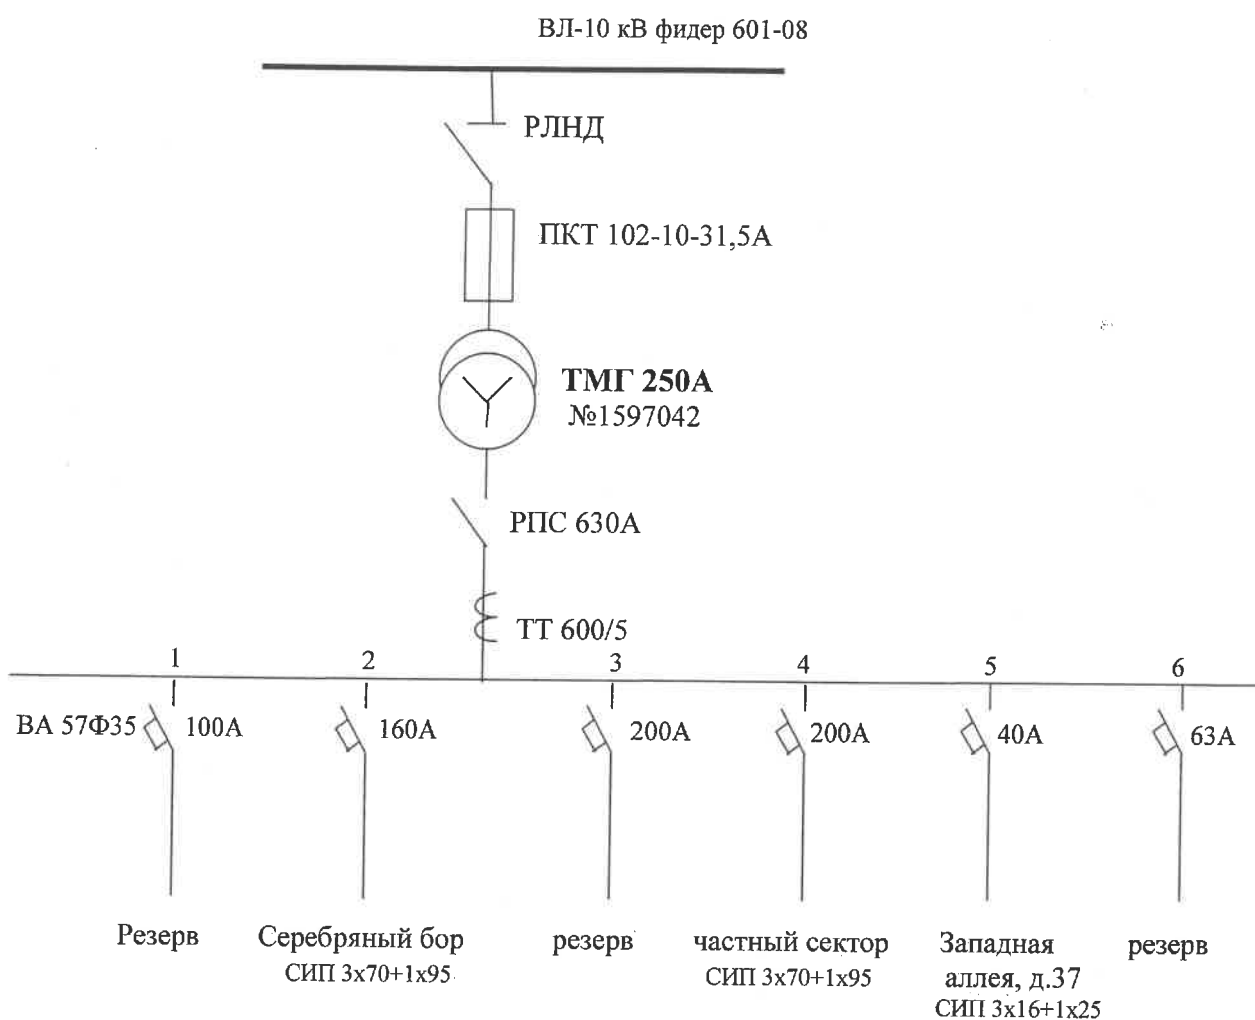 ВЛ-10 кВ фидер 601-08
РЛНД
ПКТ 102-10-31,5А
ТМГ 250А
№1597042
РПС 630А
ТТ 600/5
1 2 3 4 5 6
ВА 57Ф35 100А 160А 200А 200А 40А 63А
Резерв
Серебряный бор
СИП 3х70+1х95
резерв
частный сектор
СИП 3х70+1х95
Западная
аллея, д.37
СИП 3х16+1х25
резерв